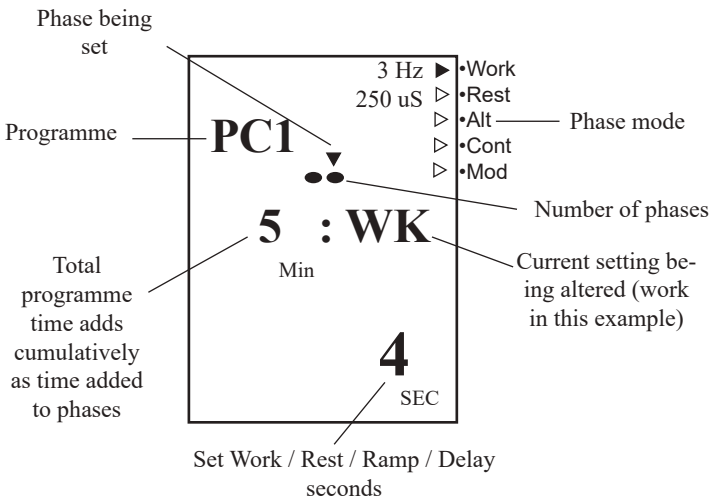 Phase being
set
3 Hz
•Work
250 uS
•Rest
•Alt
Phase mode
Programme
PC1
•Cont
•Mod
Number of phases
5 : WK
Min
Current setting be-
ing altered (work
in this example)
Total
programme
time adds
cumulatively
as time added
to phases
4
SEC
Set Work / Rest / Ramp / Delay
seconds